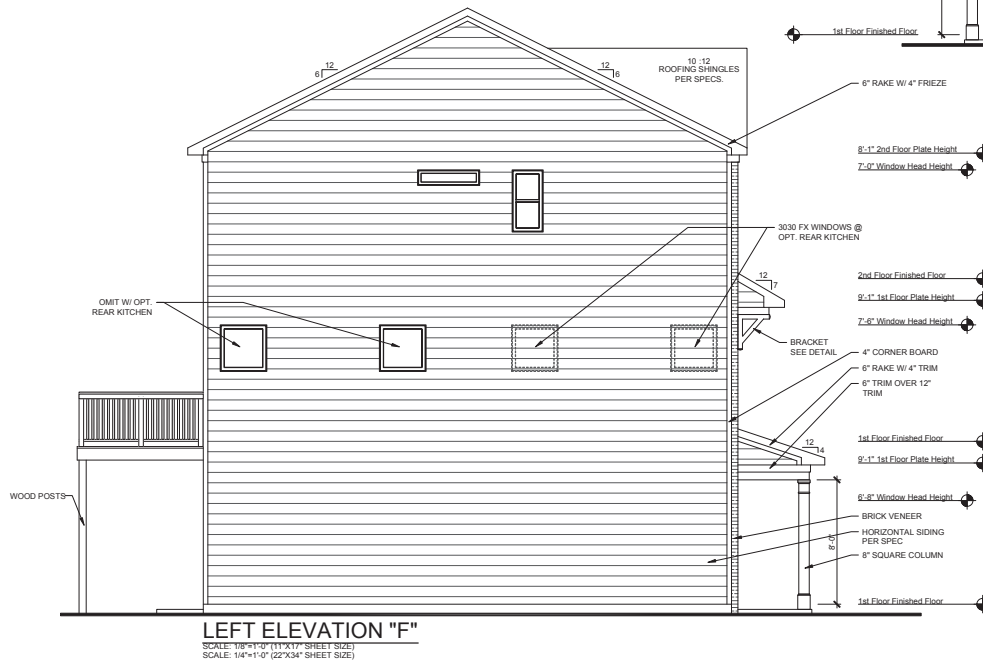 1st Floor Finished Floor
12
6
12
6
10 :12
ROOFING SHINGLES
PER SPECS.
6" RAKE W/ 4" FRIEZE
8'-1" 2nd Floor Plate Height
7'-0" Window Head Height
3030 FX WINDOWS @
OPT. REAR KITCHEN
12
7
2nd Floor Finished Floor
9'-1" 1st Floor Plate Height
7'-6" Window Head Height
OMIT W/ OPT.
REAR KITCHEN
BRACKET
SEE DETAIL
4" CORNER BOARD
6" RAKE W/ 4" TRIM
6" TRIM OVER 12"
TRIM
12
4
1st Floor Finished Floor
9'-1" 1st Floor Plate Height
WOOD POSTS
6'-8" Window Head Height
BRICK VENEER
HORIZONTAL SIDING
PER SPEC
8'-0"
8" SQUARE COLUMN
1st Floor Finished Floor
LEFT ELEVATION "F"
SCALE: 1/8"=1'-0" (11"X17" SHEET SIZE)
SCALE: 1/4"=1'-0" (22"X34" SHEET SIZE)